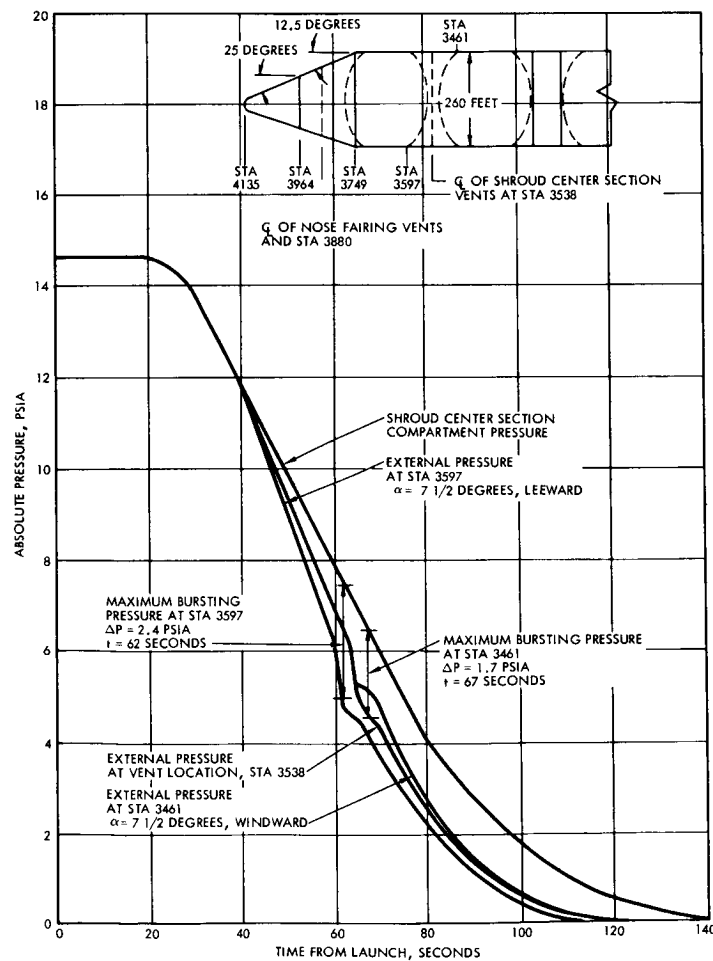 20
18
16
14
12
10
8
6
4
2
0
ABSOLUTE PRESSURE, PSIA
12.5 DEGREES
25 DEGREES
STA
3461
260 FEET
STA
4135
STA
3964
STA
3749
STA
3597
℄ OF SHROUD CENTER SECTION
VENTS AT STA 3538
℄ OF NOSE FAIRING VENTS
AND STA 3880
SHROUD CENTER SECTION
COMPARTMENT PRESSURE
EXTERNAL PRESSURE
AT STA 3597
α = 7 1/2 DEGREES, LEEWARD
MAXIMUM BURSTING
PRESSURE AT STA 3597
ΔP = 2.4 PSIA
t = 62 SECONDS
MAXIMUM BURSTING PRESSURE
AT STA 3461
ΔP = 1.7 PSIA
t = 67 SECONDS
EXTERNAL PRESSURE
AT VENT LOCATION, STA 3538
EXTERNAL PRESSURE
AT STA 3461
α = 7 1/2 DEGREES, WINDWARD
0 20 40 60 80 100 120 140
TIME FROM LAUNCH, SECONDS